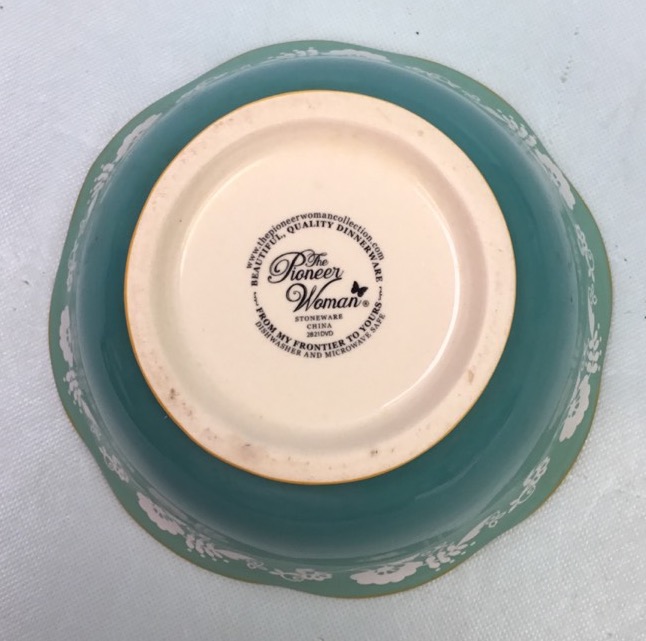 www.thepioneerwomancollection.com
BEAUTIFUL, QUALITY DINNERWARE
The
Pioneer
Woman®
STONEWARE
CHINA
2821DVD
FROM MY FRONTIER TO YOURS
DISHWASHER AND MICROWAVE SAFE